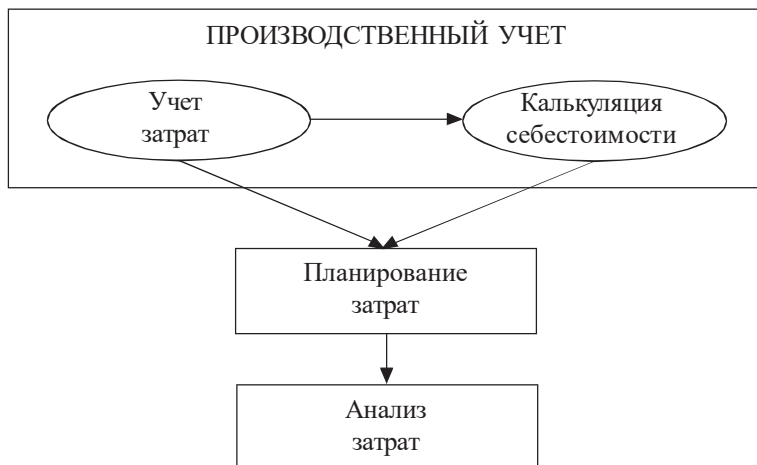 ПРОИЗВОДСТВЕННЫЙ УЧЕТ
Учет
затрат
Калькуляция
себестоимости
Планирование
затрат
Анализ
затрат